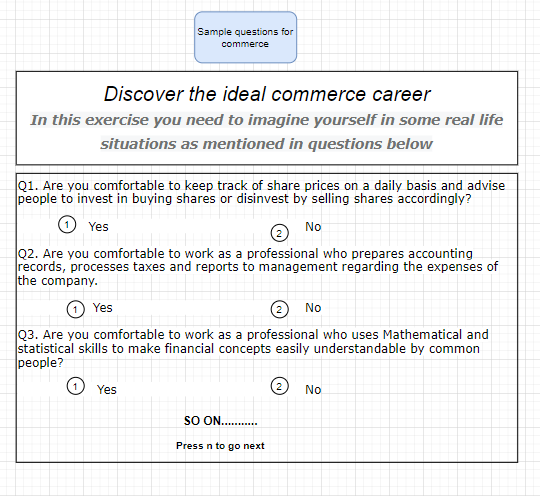 Sample questions for
commerce
Discover the ideal commerce career
In this exercise you need to imagine yourself in some real life
situations as mentioned in questions below
Q1. Are you comfortable to keep track of share prices on a daily basis and advise
people to invest in buying shares or disinvest by selling shares accordingly?
1 Yes 2 No
Q2. Are you comfortable to work as a professional who prepares accounting
records, processes taxes and reports to management regarding the expenses of
the company.
1 Yes 2 No
Q3. Are you comfortable to work as a professional who uses Mathematical and
statistical skills to make financial concepts easily understandable by common
people?
1 Yes 2 No
SO ON...........
Press n to go next